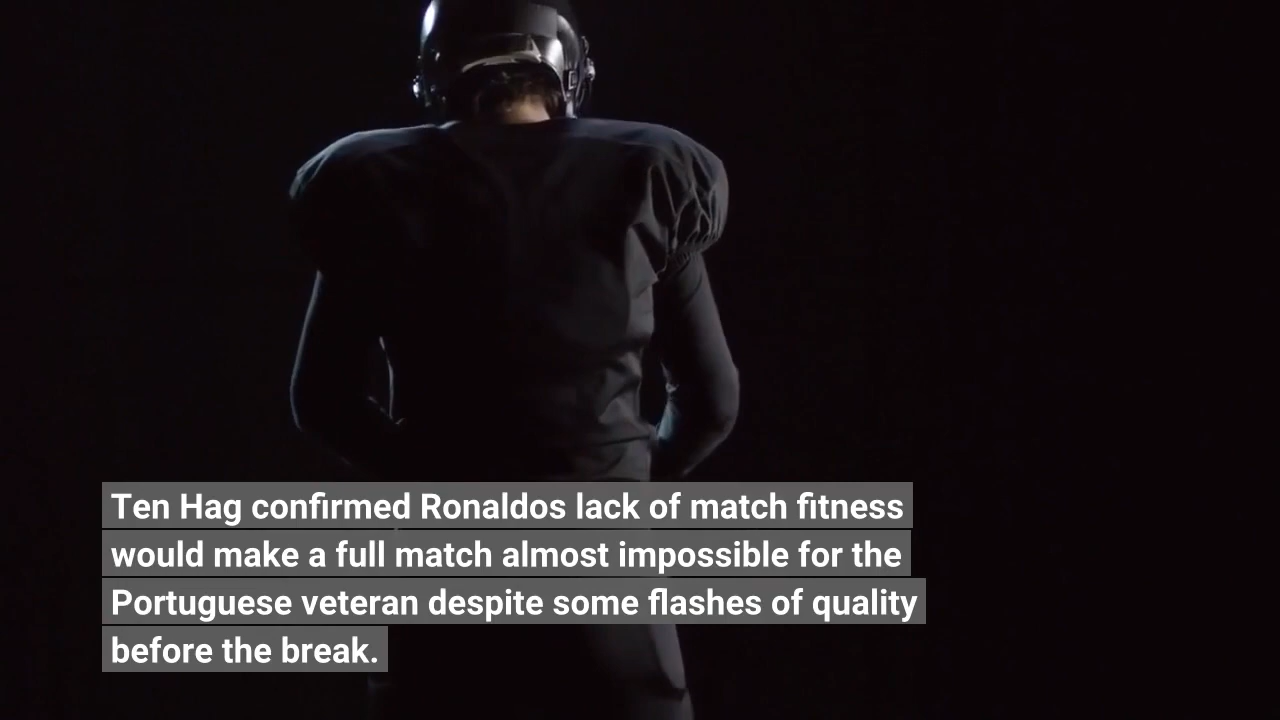 Ten Hag confirmed Ronaldos lack of match fitness
would make a full match almost impossible for the
Portuguese veteran despite some flashes of quality
before the break.